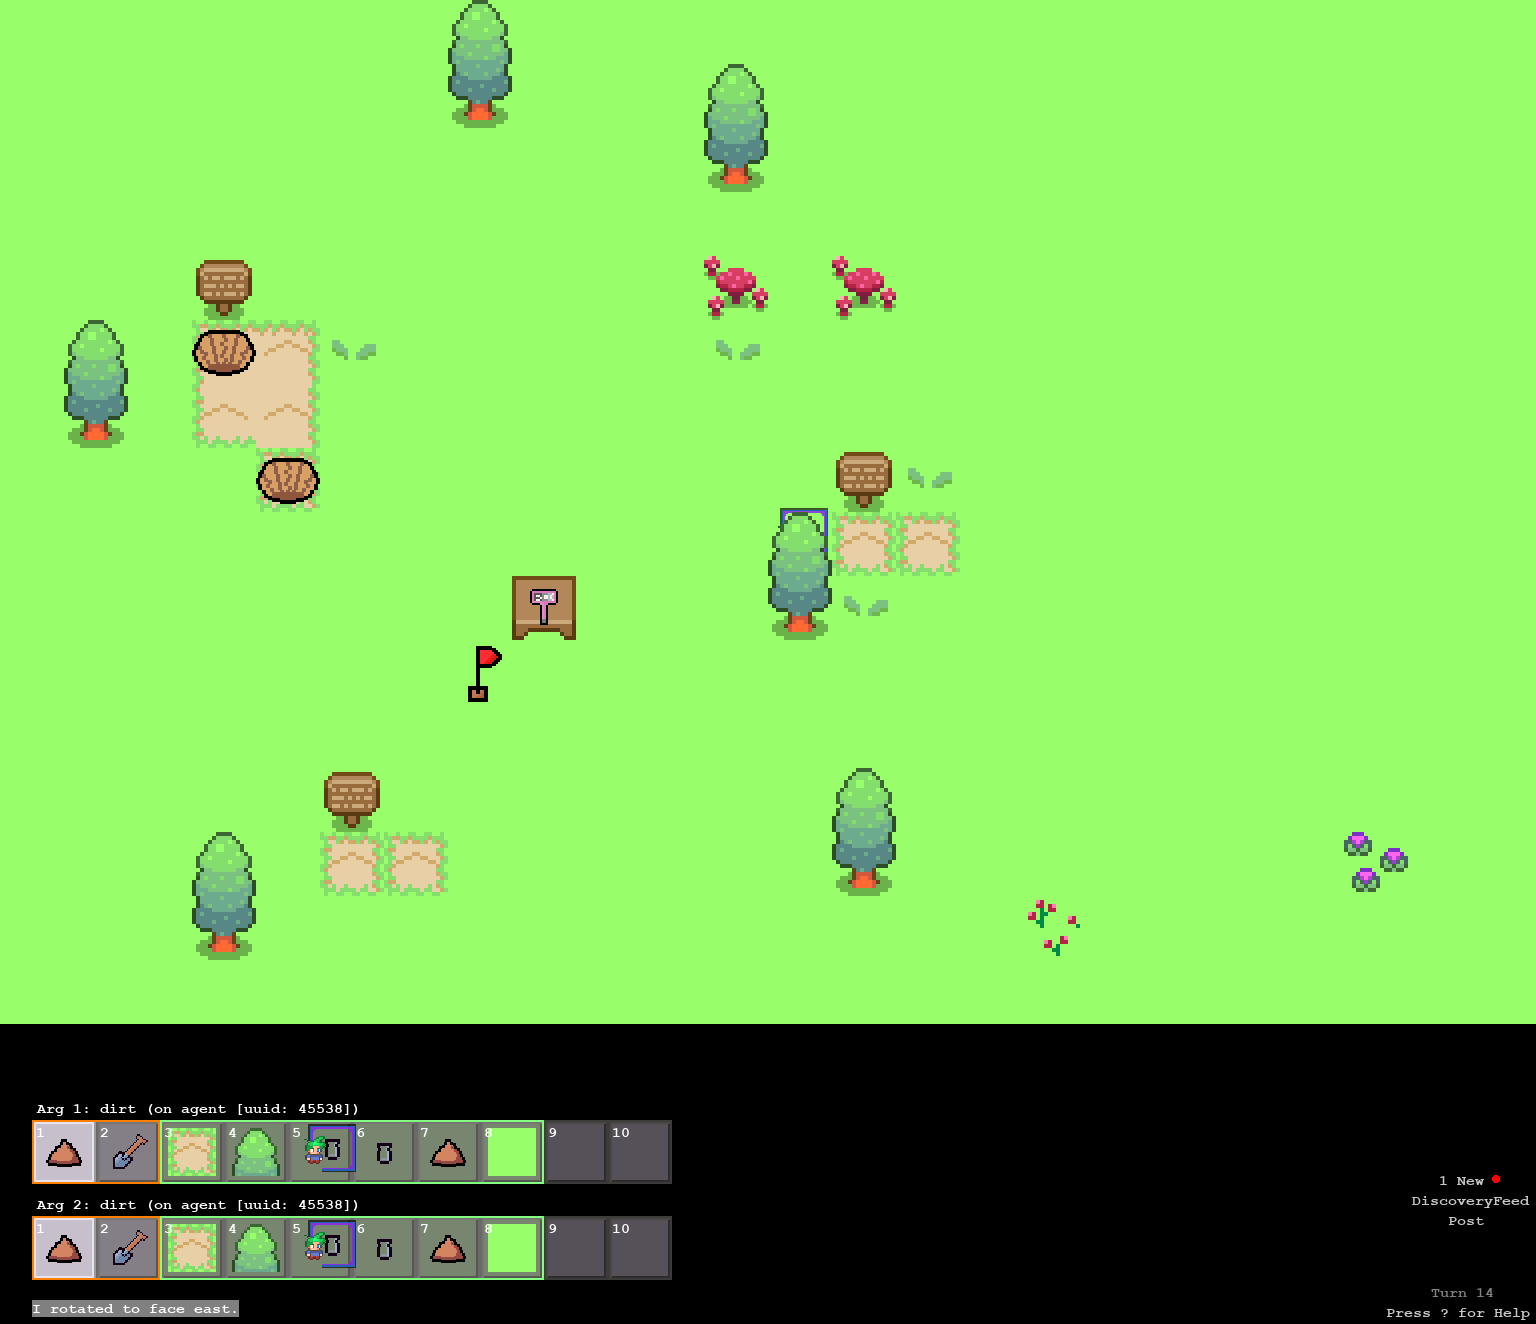 Arg 1: dirt (on agent [uuid: 45538])
1 2 3 4 5 6 7 8 9 10
Arg 2: dirt (on agent [uuid: 45538])
1 2 3 4 5 6 7 8 9 10
I rotated to face east.
1 New
DiscoveryFeed
Post
Turn 14
Press ? for Help